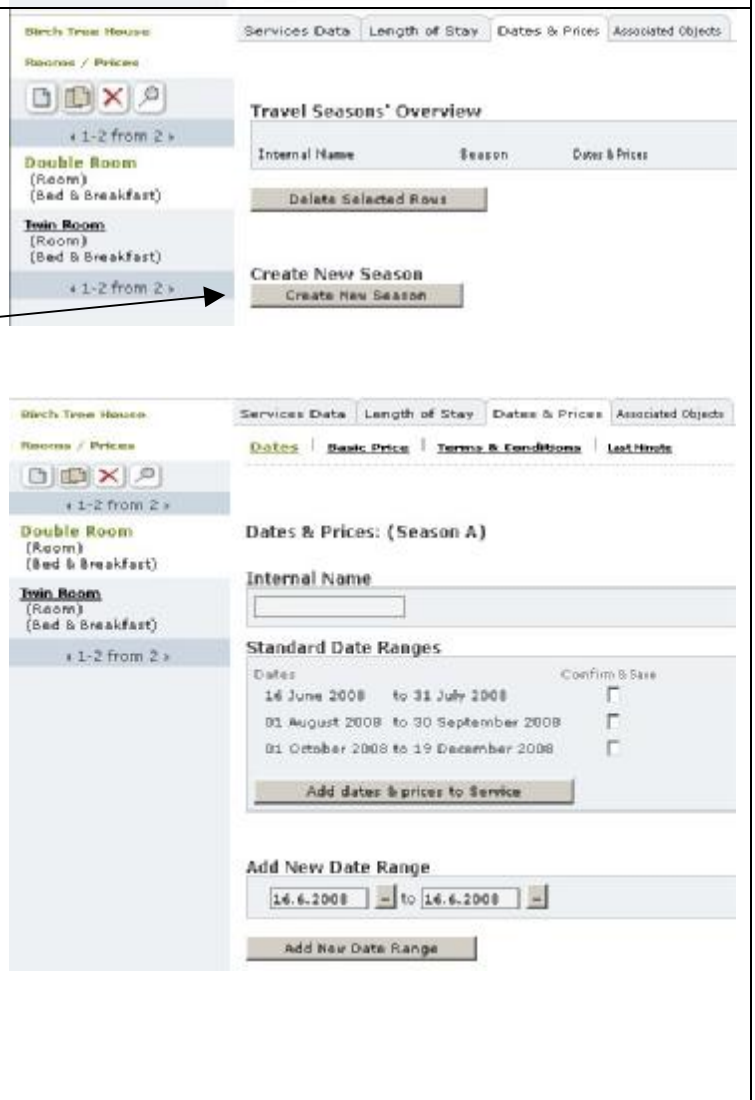 Birch Tree House
Services Data Length of Stay Dates & Prices Associated Objects
Rooms / Prices
« 1-2 from 2 »
Double Room
(Room)
(Bed & Breakfast)
Twin Room
(Room)
(Bed & Breakfast)
« 1-2 from 2 »
Travel Seasons' Overview
Internal Name Season Dates & Prices
Delete Selected Rows
Create New Season
Create New Season
Birch Tree House
Services Data Length of Stay Dates & Prices Associated Objects
Rooms / Prices
Dates | Basic Price | Terms & Conditions | Last Minute
« 1-2 from 2 »
Double Room
(Room)
(Bed & Breakfast)
Twin Room
(Room)
(Bed & Breakfast)
« 1-2 from 2 »
Dates & Prices: (Season A)
Internal Name
Standard Date Ranges
Dates Confirm & Save
16 June 2008 to 31 July 2008
01 August 2008 to 30 September 2008
01 October 2008 to 19 December 2008
Add dates & prices to Service
Add New Date Range
16.6.2008 to 16.6.2008
Add New Date Range